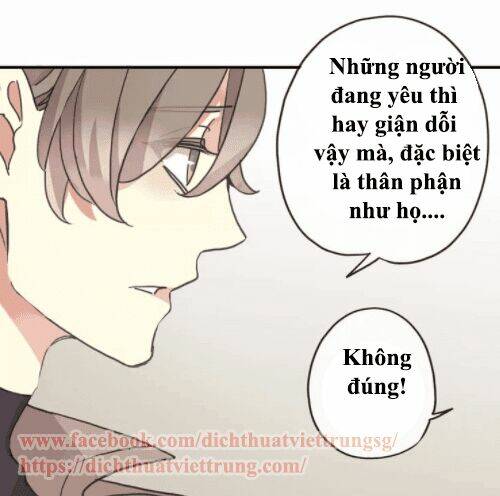 Những người
đang yêu thì
hay giận dỗi
vậy mà, đặc biệt
là thân phận
như họ....
Không
đúng!
www.facebook.com/dichthuatviettrungsg/
https://dichthuatviettrung.com/